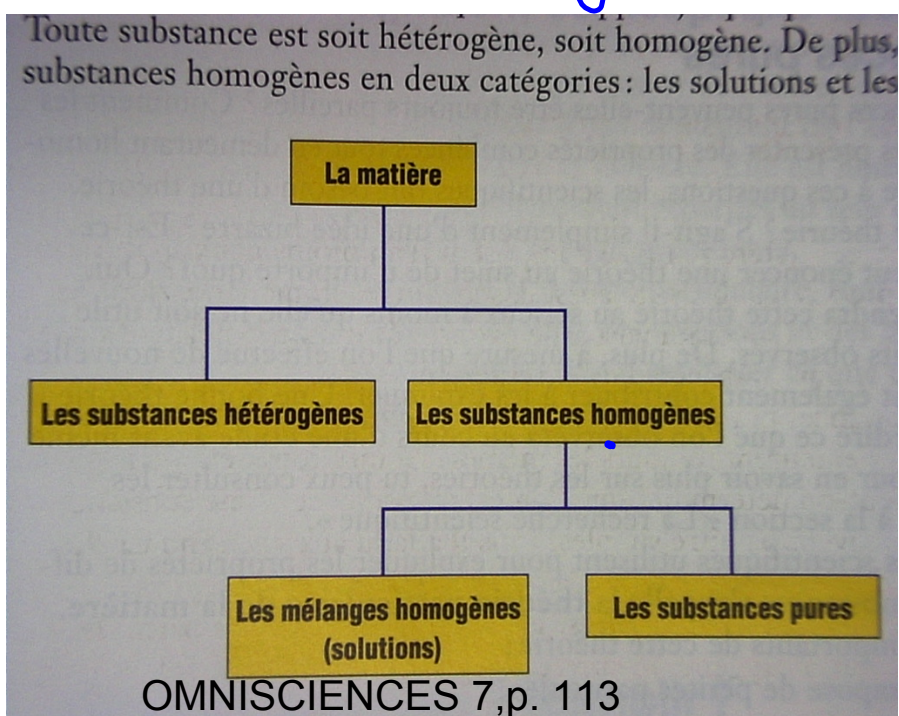 Toute substance est soit hétérogène, soit homogène. De plus,
substances homogènes en deux catégories : les solutions et les
La matière
Les substances hétérogènes
Les substances homogènes
Les mélanges homogènes
(solutions)
Les substances pures
OMNISCIENCES 7,p. 113